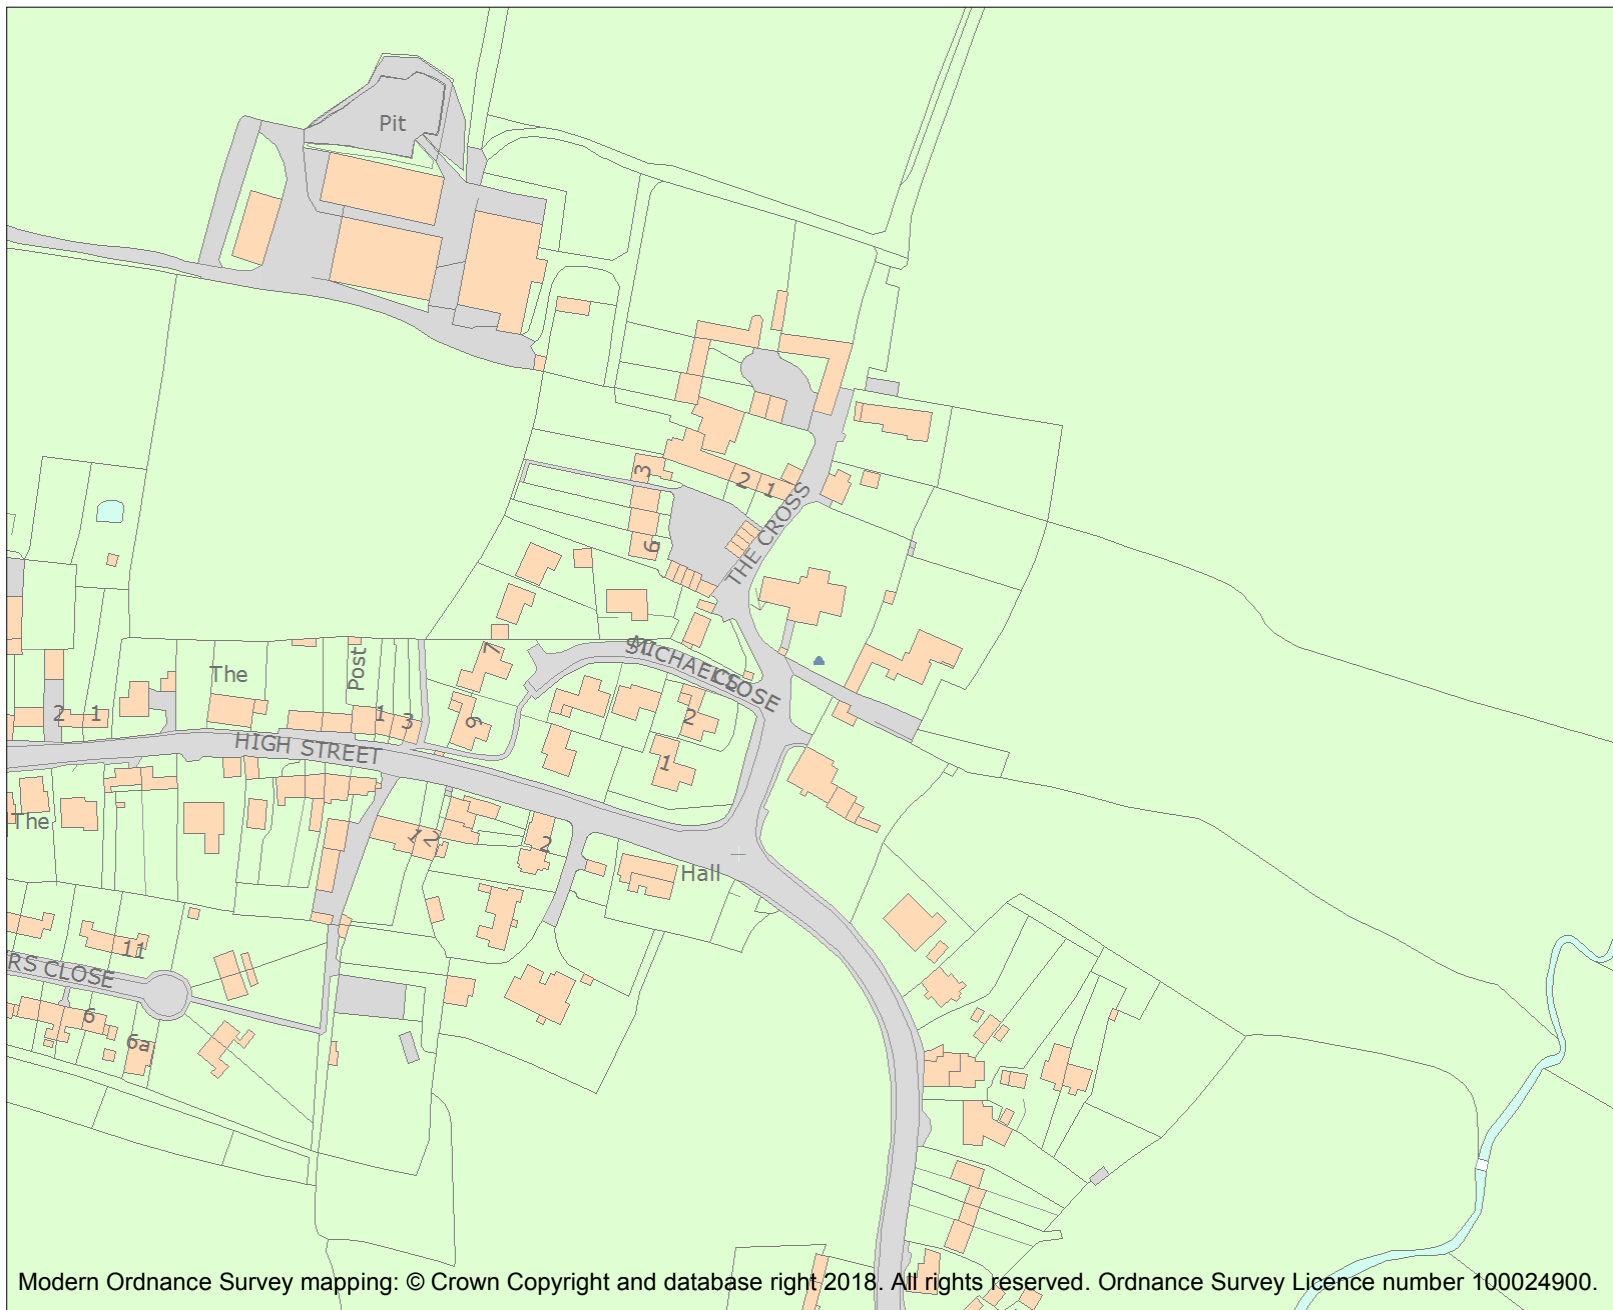 Pit
3
2
1
THE CROSS
6
ST MICHAEL'S CLOSE
7
The
Post
2
1
1
3
6
2
1
HIGH STREET
The
12
2
Hall
11
RS CLOSE
6
6a
Modern Ordnance Survey mapping: © Crown Copyright and database right 2018. All rights reserved. Ordnance Survey Licence number 100024900.